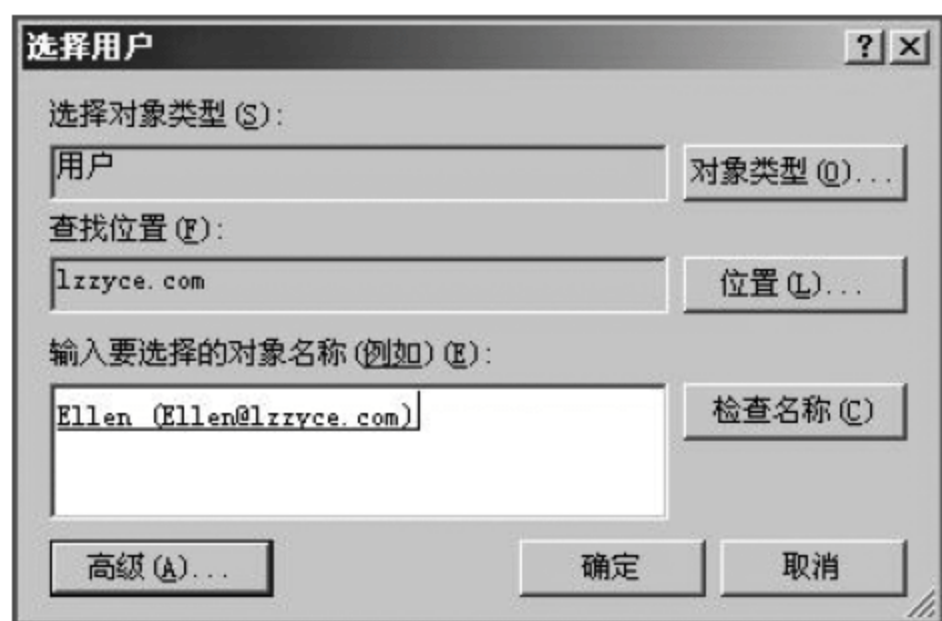 选择用户
选择对象类型(S):
用户
对象类型(O)...
查找位置(F):
lzzyce.com
位置(L)...
输入要选择的对象名称(例如)(E):
Ellen (Ellen@lzzyce.com)
检查名称(C)
高级(A)...
确定
取消